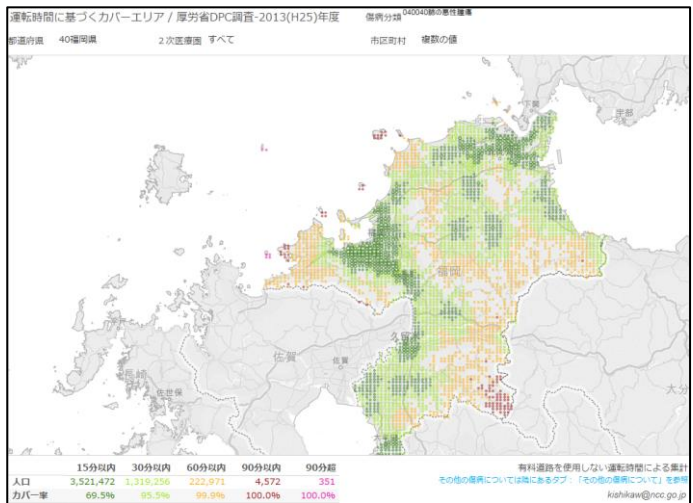 運転時間に基づくカバーエリア / 厚労省DPC調査-2013(H25)年度 傷病分類 040040肺の悪性腫瘍
都道府県 40福岡県 2次医療圏 すべて 市区町村 複数の値
下関
宇部
福岡
久留米
佐賀
佐賀
平戸
佐世保
長崎
大分
15分以内 30分以内 60分以内 90分以内 90分超
人口 3,521,472 1,319,256 222,971 4,572 351
カバー率 69.5% 95.5% 99.9% 100.0% 100.0%
有料道路を使用しない運転時間による集計
その他の傷病については隣にあるタブ：「その他の傷病について」を参照
kishikaw@ncc.go.jp